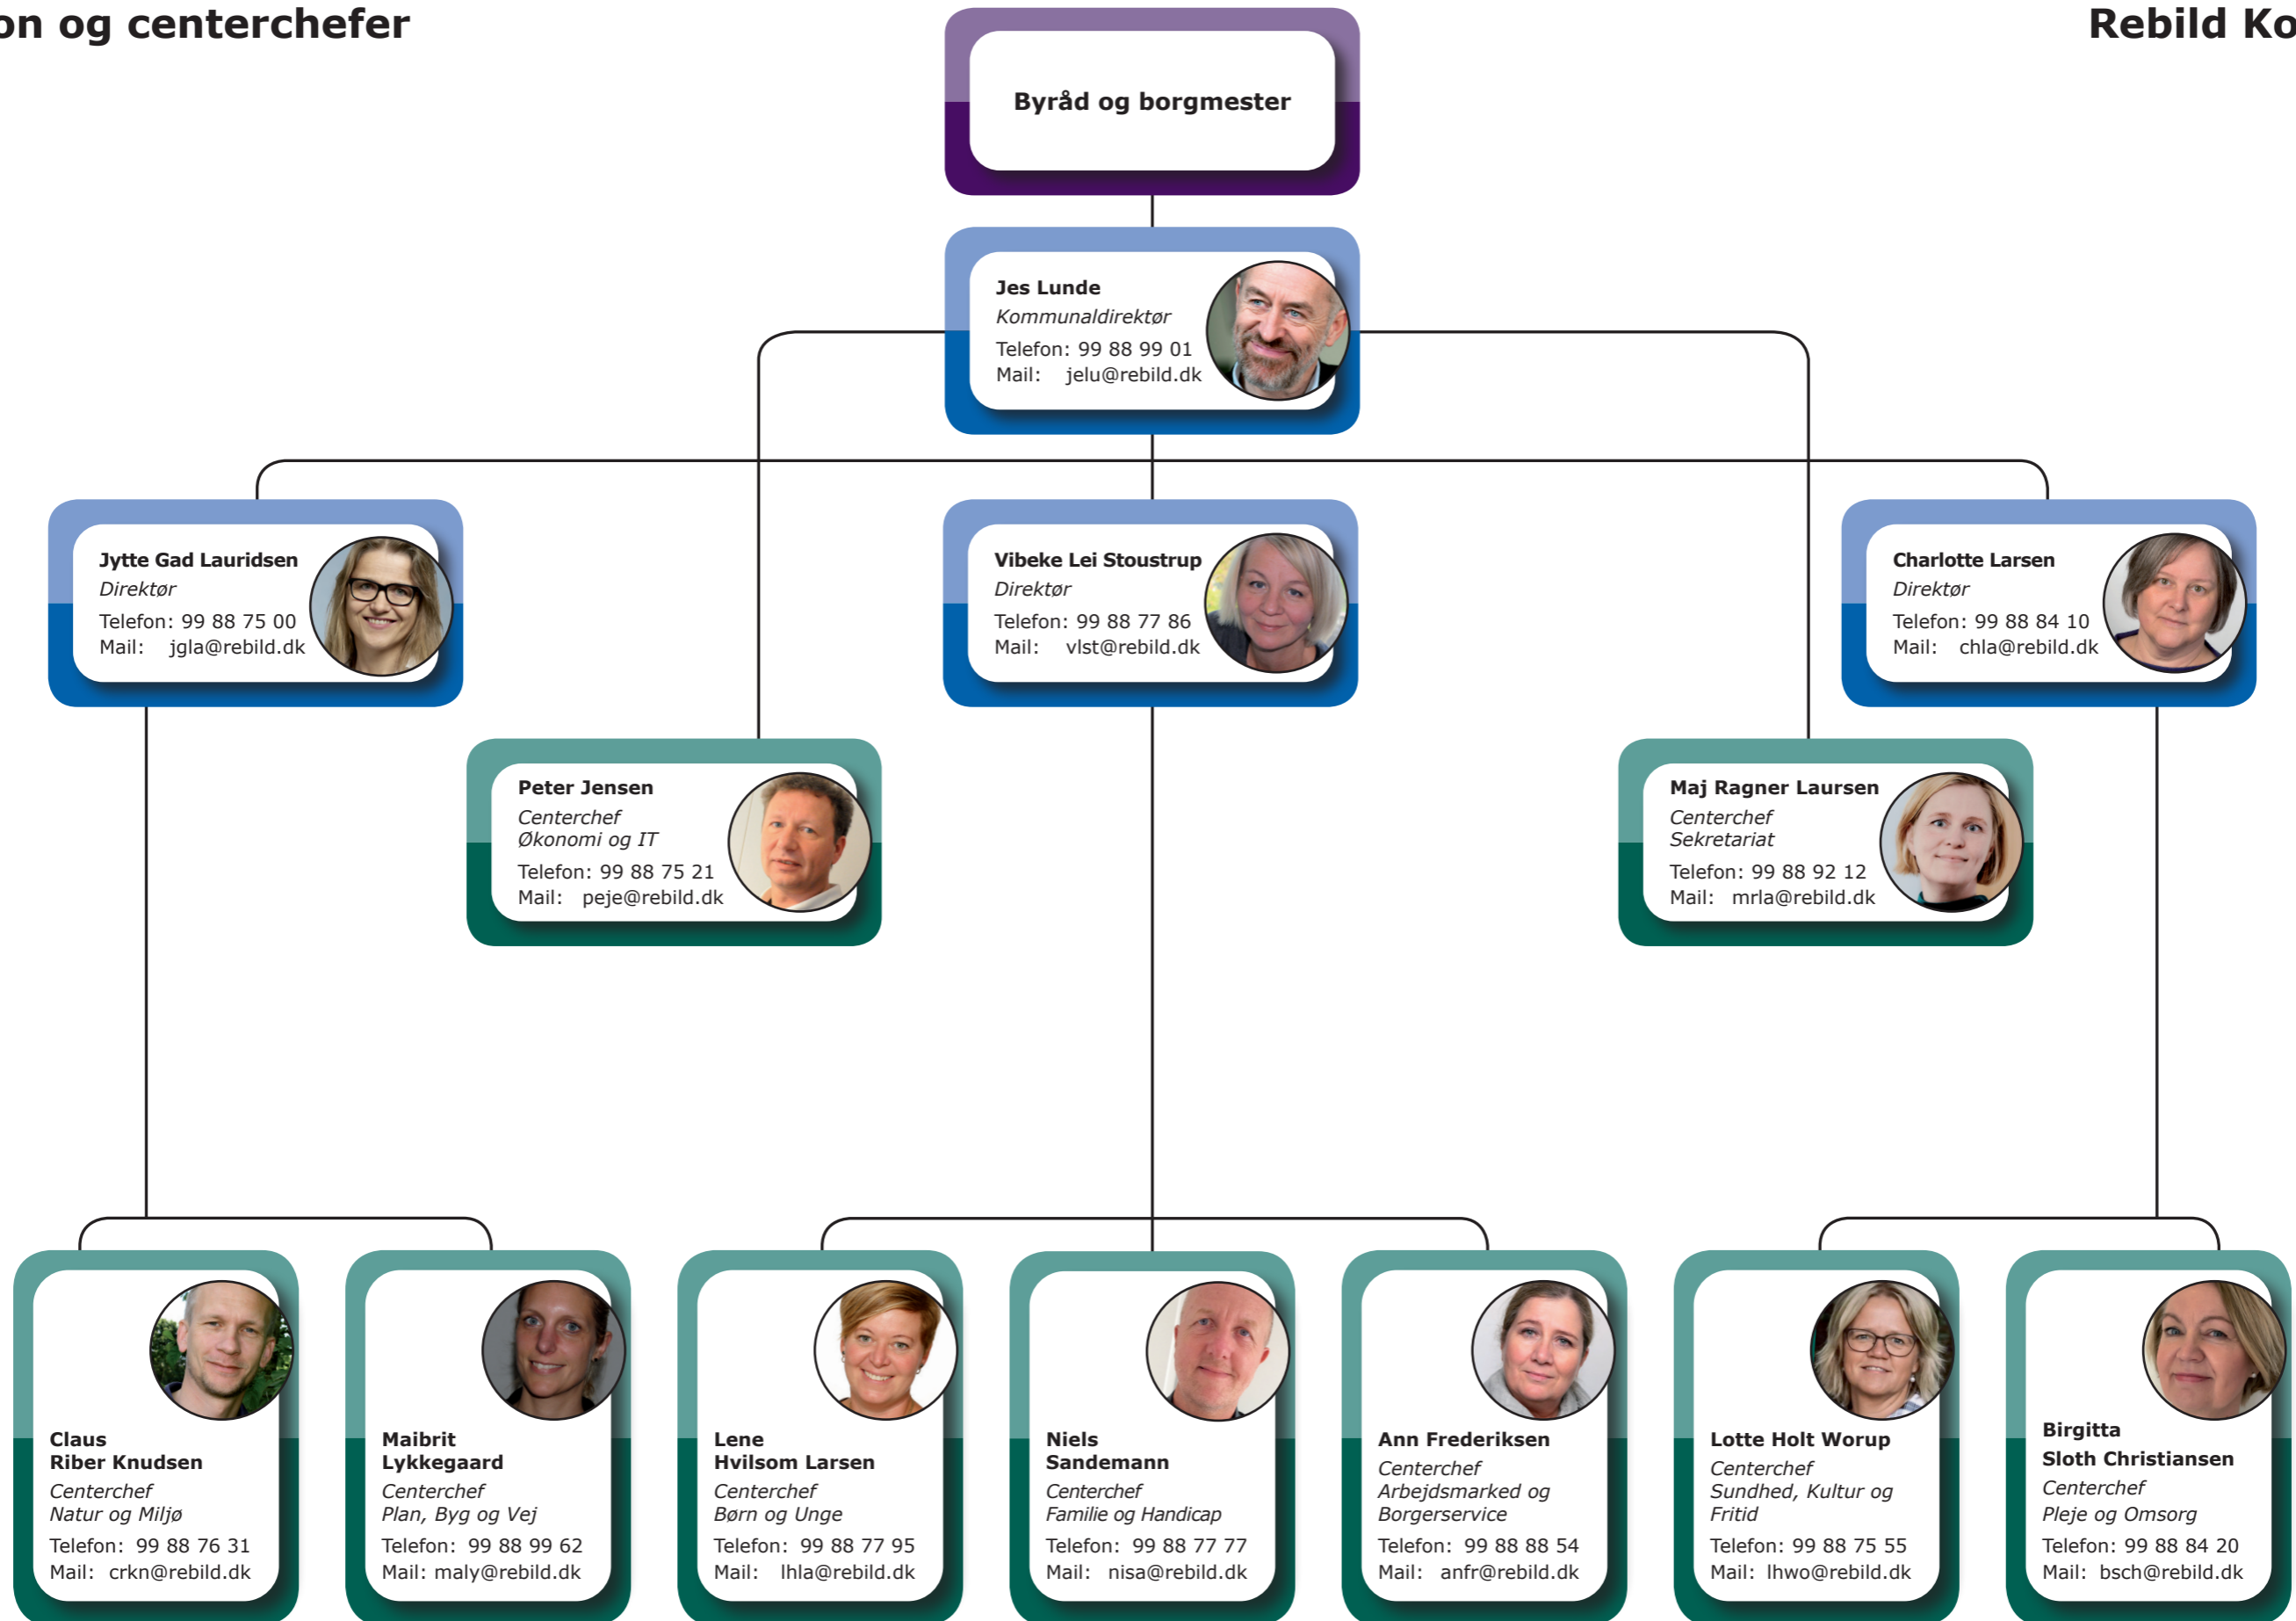 on og centerchefer
Rebild Ko
Byråd og borgmester
Jes Lunde
Kommunaldirektør
Telefon: 99 88 99 01
Mail: jelu@rebild.dk
Jytte Gad Lauridsen
Direktør
Telefon: 99 88 75 00
Mail: jgla@rebild.dk
Vibeke Lei Stoustrup
Direktør
Telefon: 99 88 77 86
Mail: vlst@rebild.dk
Charlotte Larsen
Direktør
Telefon: 99 88 84 10
Mail: chla@rebild.dk
Peter Jensen
Centerchef
Økonomi og IT
Telefon: 99 88 75 21
Mail: peje@rebild.dk
Maj Ragner Laursen
Centerchef
Sekretariat
Telefon: 99 88 92 12
Mail: mrla@rebild.dk
Claus
Riber Knudsen
Centerchef
Natur og Miljø
Telefon: 99 88 76 31
Mail: crkn@rebild.dk
Maibrit
Lykkegaard
Centerchef
Plan, Byg og Vej
Telefon: 99 88 99 62
Mail: maly@rebild.dk
Lene
Hvilsom Larsen
Centerchef
Børn og Unge
Telefon: 99 88 77 95
Mail: lhla@rebild.dk
Niels
Sandemann
Centerchef
Familie og Handicap
Telefon: 99 88 77 77
Mail: nisa@rebild.dk
Ann Frederiksen
Centerchef
Arbejdsmarked og
Borgerservice
Telefon: 99 88 88 54
Mail: anfr@rebild.dk
Lotte Holt Worup
Centerchef
Sundhed, Kultur og
Fritid
Telefon: 99 88 75 55
Mail: lhwo@rebild.dk
Birgitta
Sloth Christiansen
Centerchef
Pleje og Omsorg
Telefon: 99 88 84 20
Mail: bsch@rebild.dk